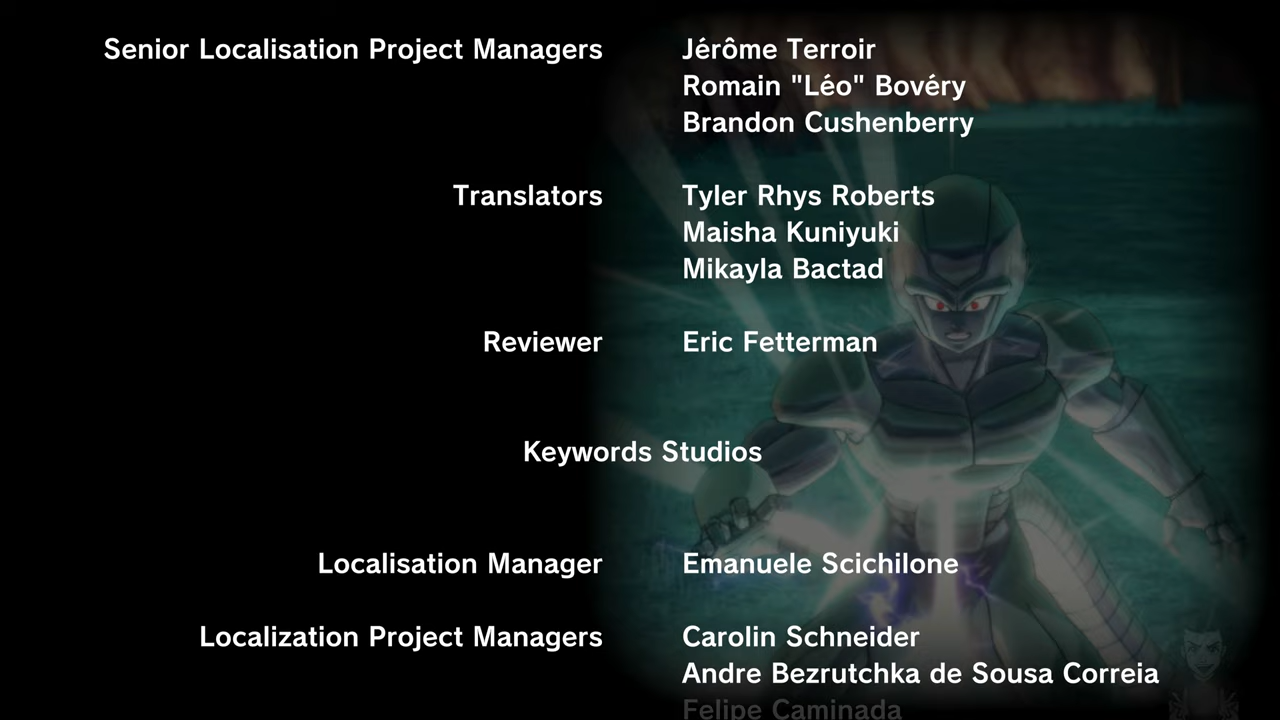 Senior Localisation Project Managers Jérôme Terroir
Romain "Léo" Bovéry
Brandon Cushenberry
Translators Tyler Rhys Roberts
Maisha Kuniyuki
Mikayla Bactad
Reviewer Eric Fetterman
Keywords Studios
Localisation Manager Emanuele Scichilone
Localization Project Managers Carolin Schneider
Andre Bezrutchka de Sousa Correia
Felipe Caminada